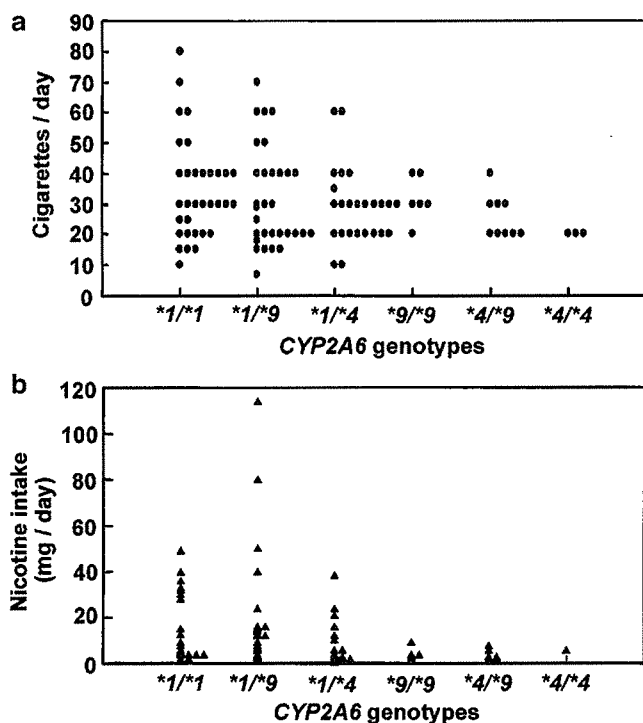 a
90
80
70
60
50
40
30
20
10
0
Cigarettes / day
*1/*1 *1/*9 *1/*4 *9/*9 *4/*9 *4/*4
CYP2A6 genotypes
b
120
100
80
60
40
20
0
Nicotine intake
(mg / day)
*1/*1 *1/*9 *1/*4 *9/*9 *4/*9 *4/*4
CYP2A6 genotypes